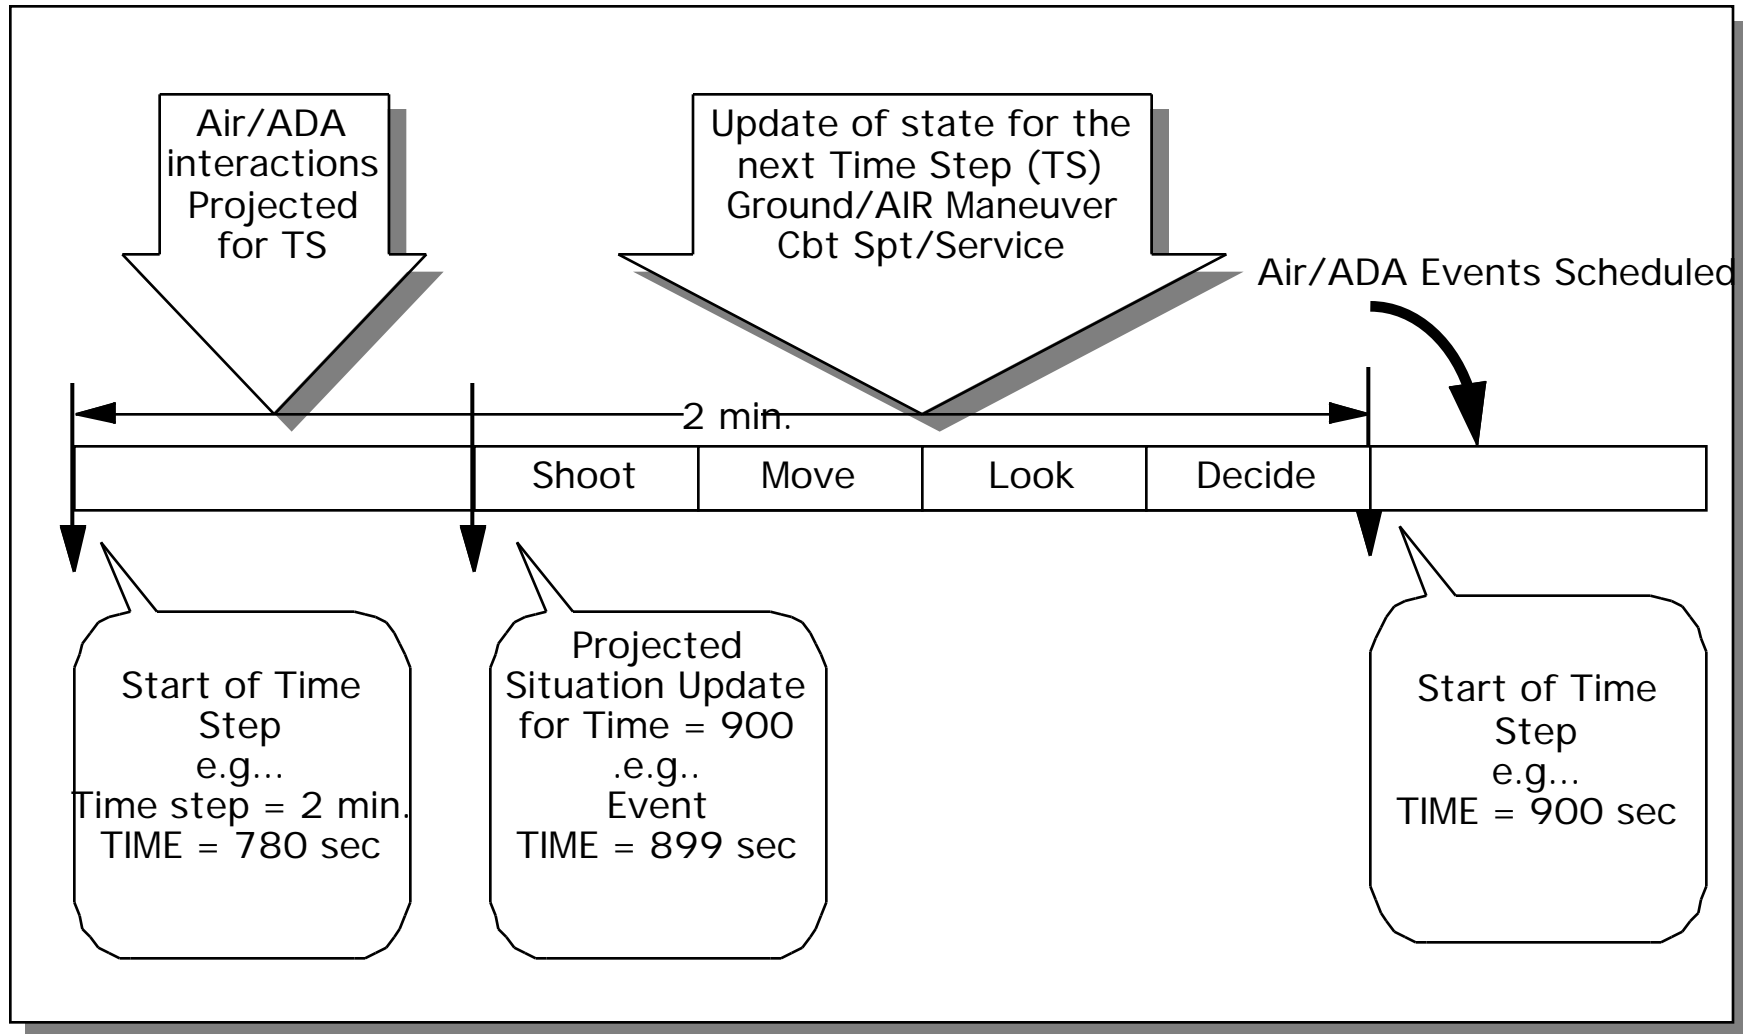 Air/ADA
interactions
Projected
for TS
Update of state for the
next Time Step (TS)
Ground/AIR Maneuver
Cbt Spt/Service
Air/ADA Events Scheduled
2 min.
Shoot
Move
Look
Decide
Start of Time
Step
e.g...
Time step = 2 min.
TIME = 780 sec
Projected
Situation Update
for Time = 900
.e.g..
Event
TIME = 899 sec
Start of Time
Step
e.g...
TIME = 900 sec